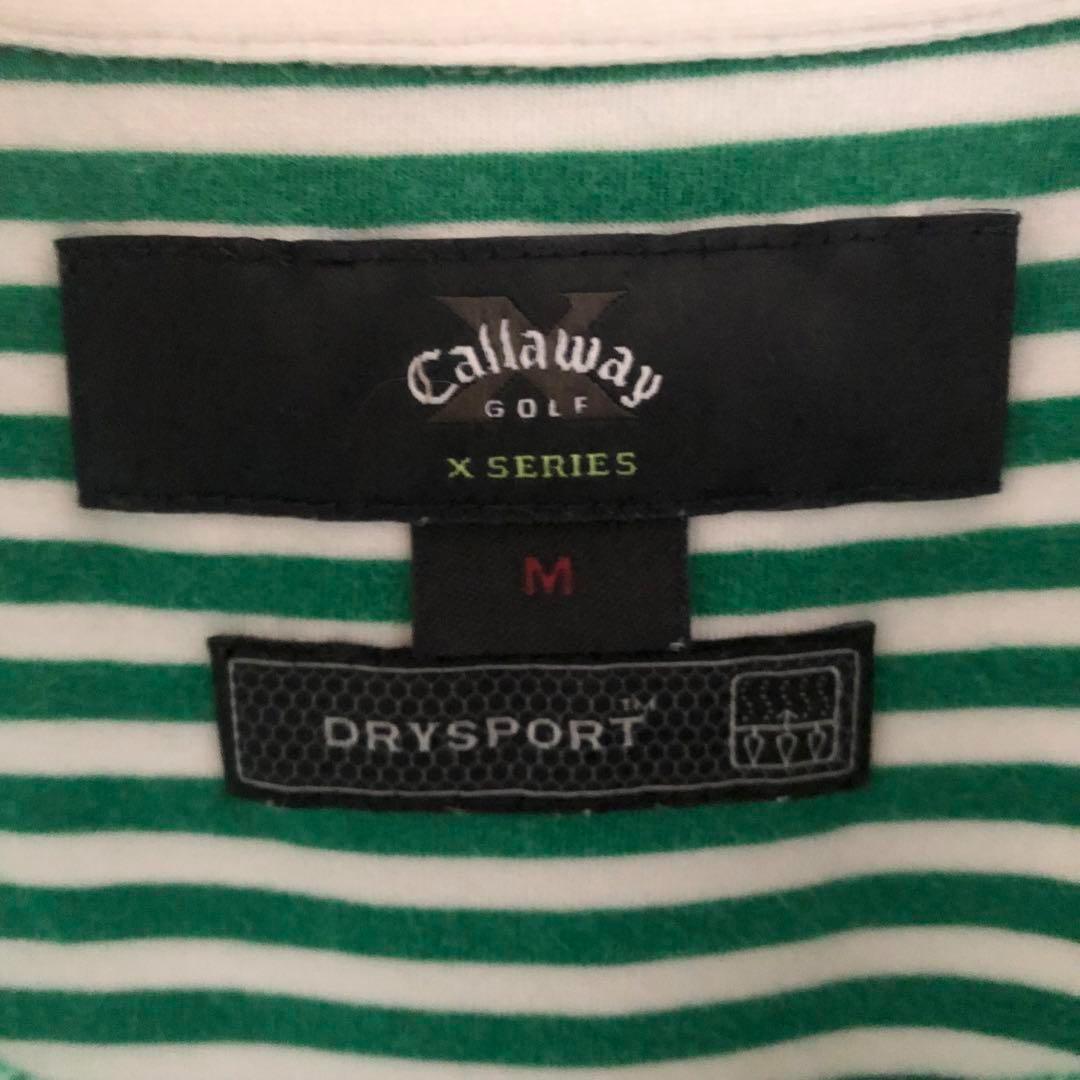 X
Callaway
GOLF
X SERIES
M
DRYSPORT™